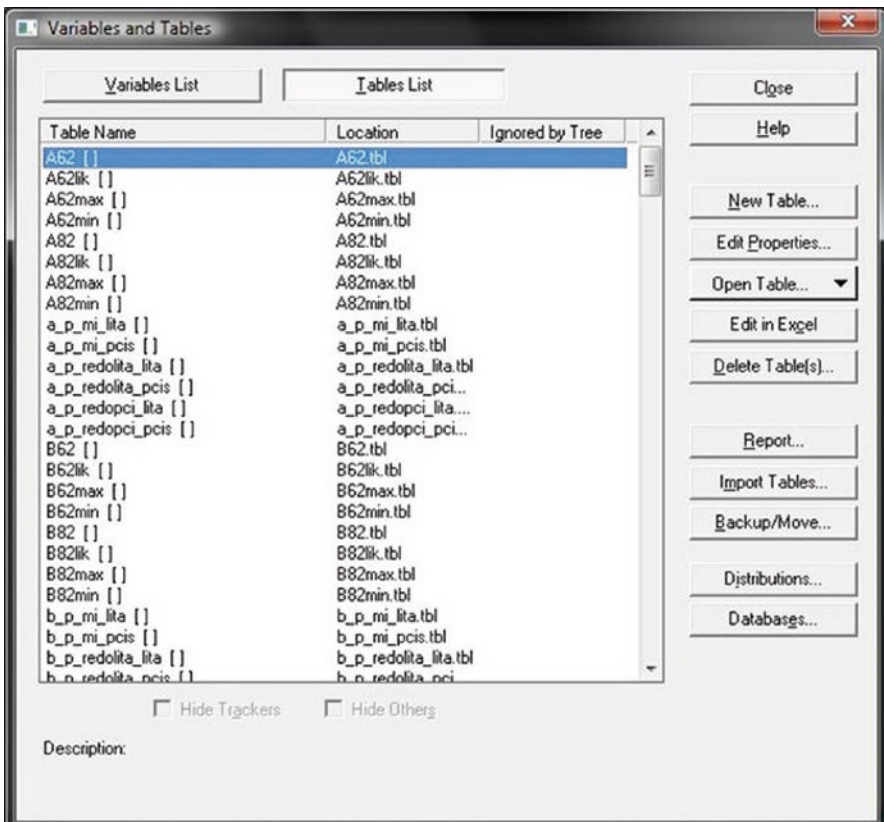 Variables and Tables
Variables List
Tables List
Table Name Location Ignored by Tree
A62 [ ] A62.tbl
A62lik [ ] A62lik.tbl
A62max [ ] A62max.tbl
A62min [ ] A62min.tbl
A82 [ ] A82.tbl
A82lik [ ] A82lik.tbl
A82max [ ] A82max.tbl
A82min [ ] A82min.tbl
a_p_mi_lita [ ] a_p_mi_lita.tbl
a_p_mi_pcis [ ] a_p_mi_pcis.tbl
a_p_redolita_lita [ ] a_p_redolita_lita.tbl
a_p_redolita_pcis [ ] a_p_redolita_pci...
a_p_redopci_lita [ ] a_p_redopci_lita....
a_p_redopci_pcis [ ] a_p_redopci_pci...
B62 [ ] B62.tbl
B62lik [ ] B62lik.tbl
B62max [ ] B62max.tbl
B62min [ ] B62min.tbl
B82 [ ] B82.tbl
B82lik [ ] B82lik.tbl
B82max [ ] B82max.tbl
B82min [ ] B82min.tbl
b_p_mi_lita [ ] b_p_mi_lita.tbl
b_p_mi_pcis [ ] b_p_mi_pcis.tbl
b_p_redolita_lita [ ] b_p_redolita_lita.tbl
b_p_redolita_pcis [ ] b_p_redolita_pci
Hide Trackers
Hide Others
Description:
Close
Help
New Table...
Edit Properties...
Open Table...
Edit in Excel
Delete Table(s)...
Report...
Import Tables...
Backup/Move...
Distributions...
Databases...